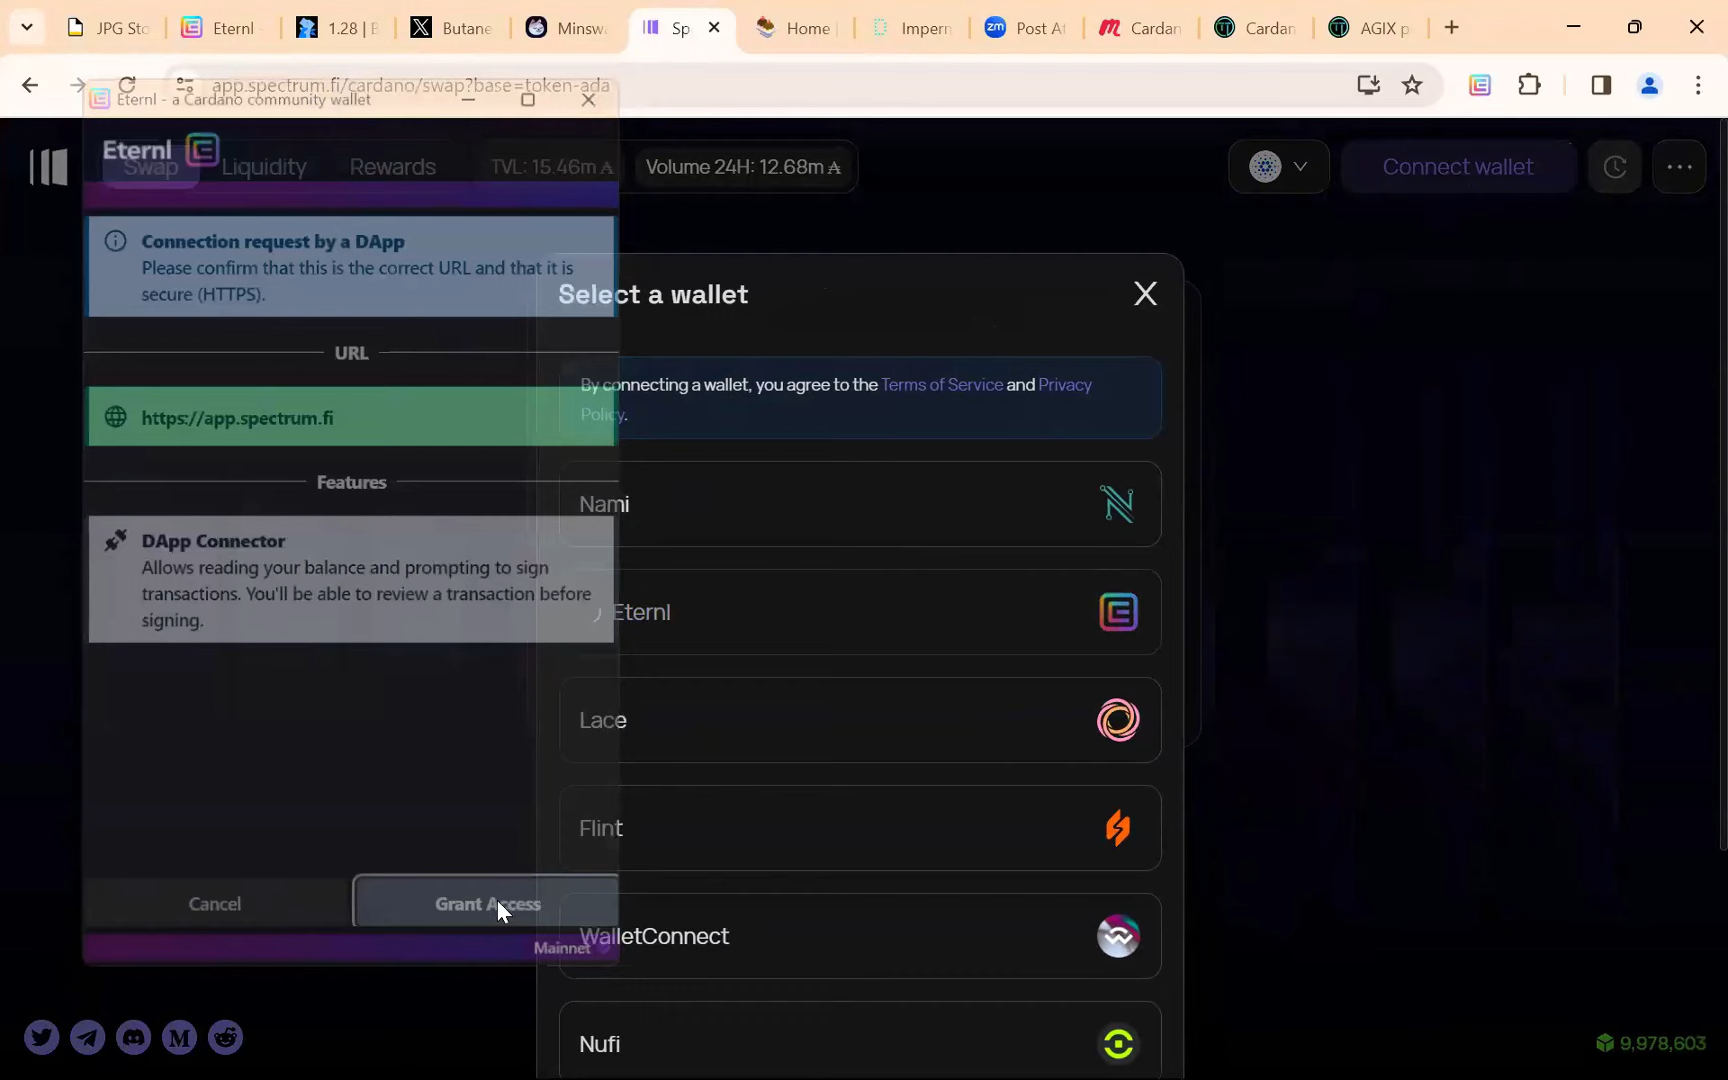 JPG Sto
Eternl
1.28 | B
Butane
Minswa
Sp
Home |
Imperm
Post At
Cardan
Cardan
AGIX p
app.spectrum.fi/cardano/swap?base=token-ada
Eternl - a Cardano community wallet
Eternl
Swap
Liquidity
Rewards
TVL: 15.46m ₳
Volume 24H: 12.68m ₳
Connect wallet
Connection request by a DApp
Please confirm that this is the correct URL and that it is
secure (HTTPS).
URL
https://app.spectrum.fi
Features
DApp Connector
Allows reading your balance and prompting to sign
transactions. You'll be able to review a transaction before
signing.
Cancel
Grant Access
Mainnet
Select a wallet
By connecting a wallet, you agree to the Terms of Service and Privacy
Policy.
Nami
Eternl
Lace
Flint
WalletConnect
Nufi
9,978,603